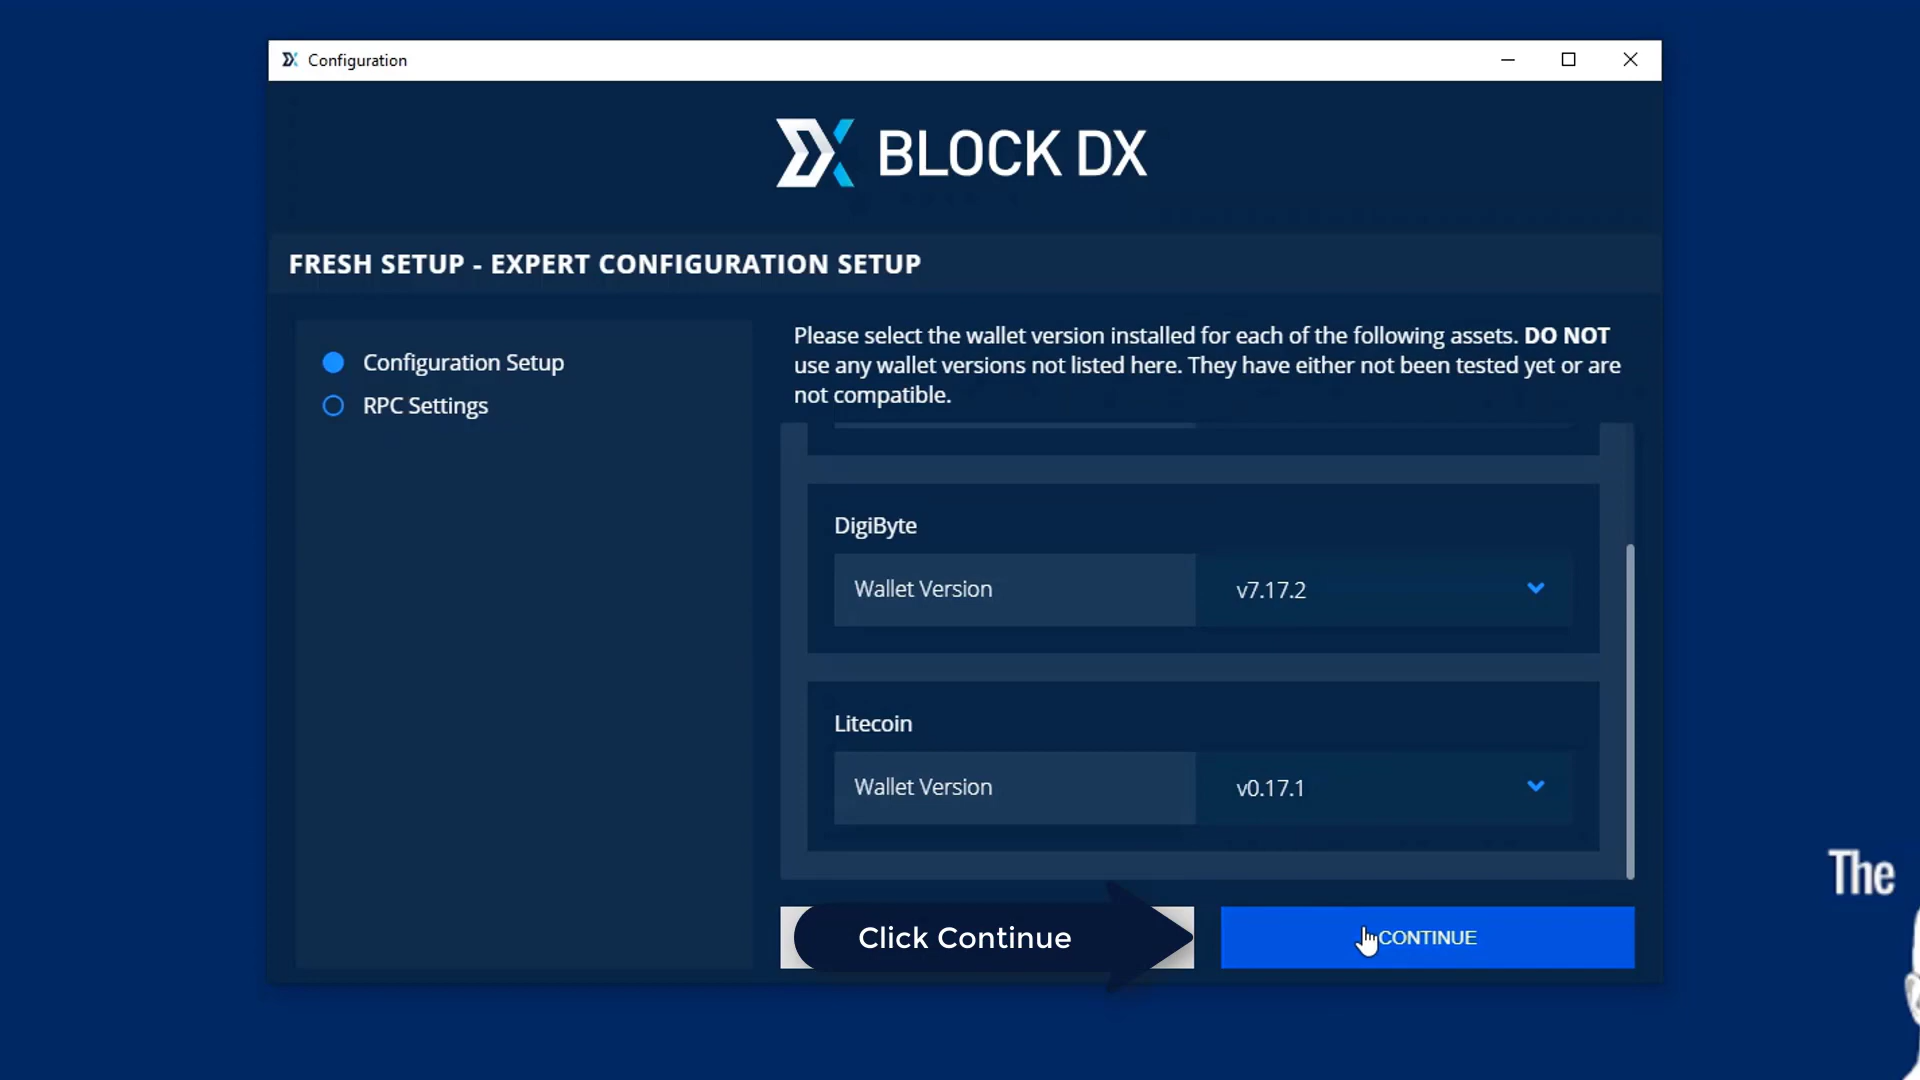 Configuration
BLOCK DX
FRESH SETUP - EXPERT CONFIGURATION SETUP
Configuration Setup
RPC Settings
Please select the wallet version installed for each of the following assets. DO NOT
use any wallet versions not listed here. They have either not been tested yet or are
not compatible.
DigiByte
Wallet Version
v7.17.2
Litecoin
Wallet Version
v0.17.1
Click Continue
CONTINUE
The